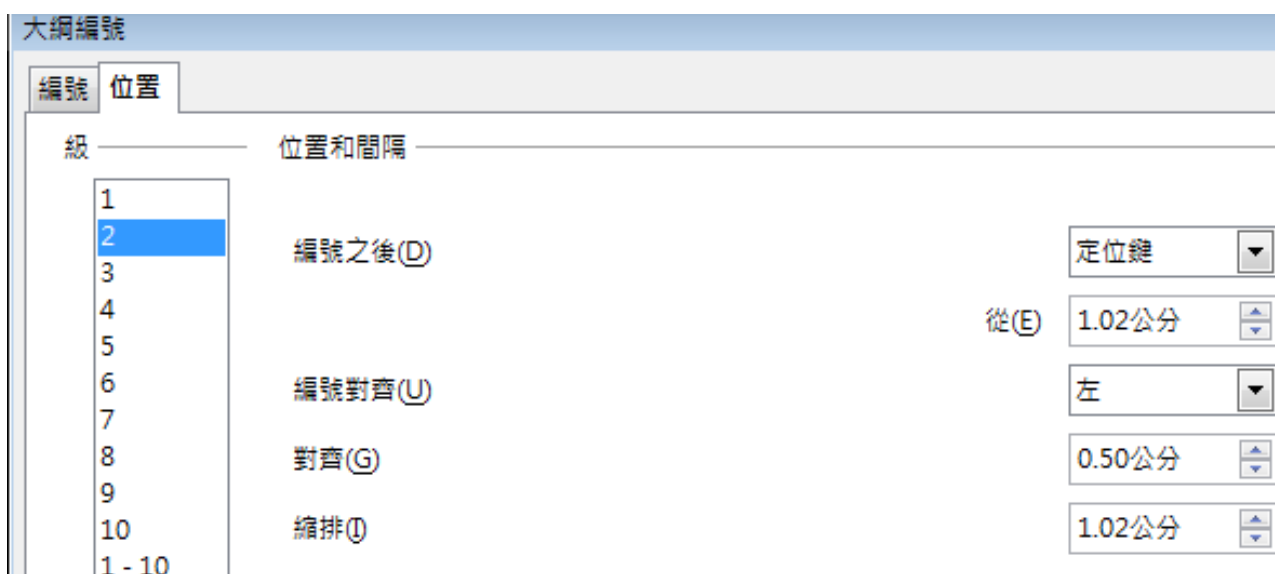 大綱編號
編號 位置
級 位置和間隔
1
2
3
4
5
6
7
8
9
10
1 - 10
編號之後(D) 定位鍵
從(E) 1.02公分
編號對齊(U) 左
對齊(G) 0.50公分
縮排(I) 1.02公分